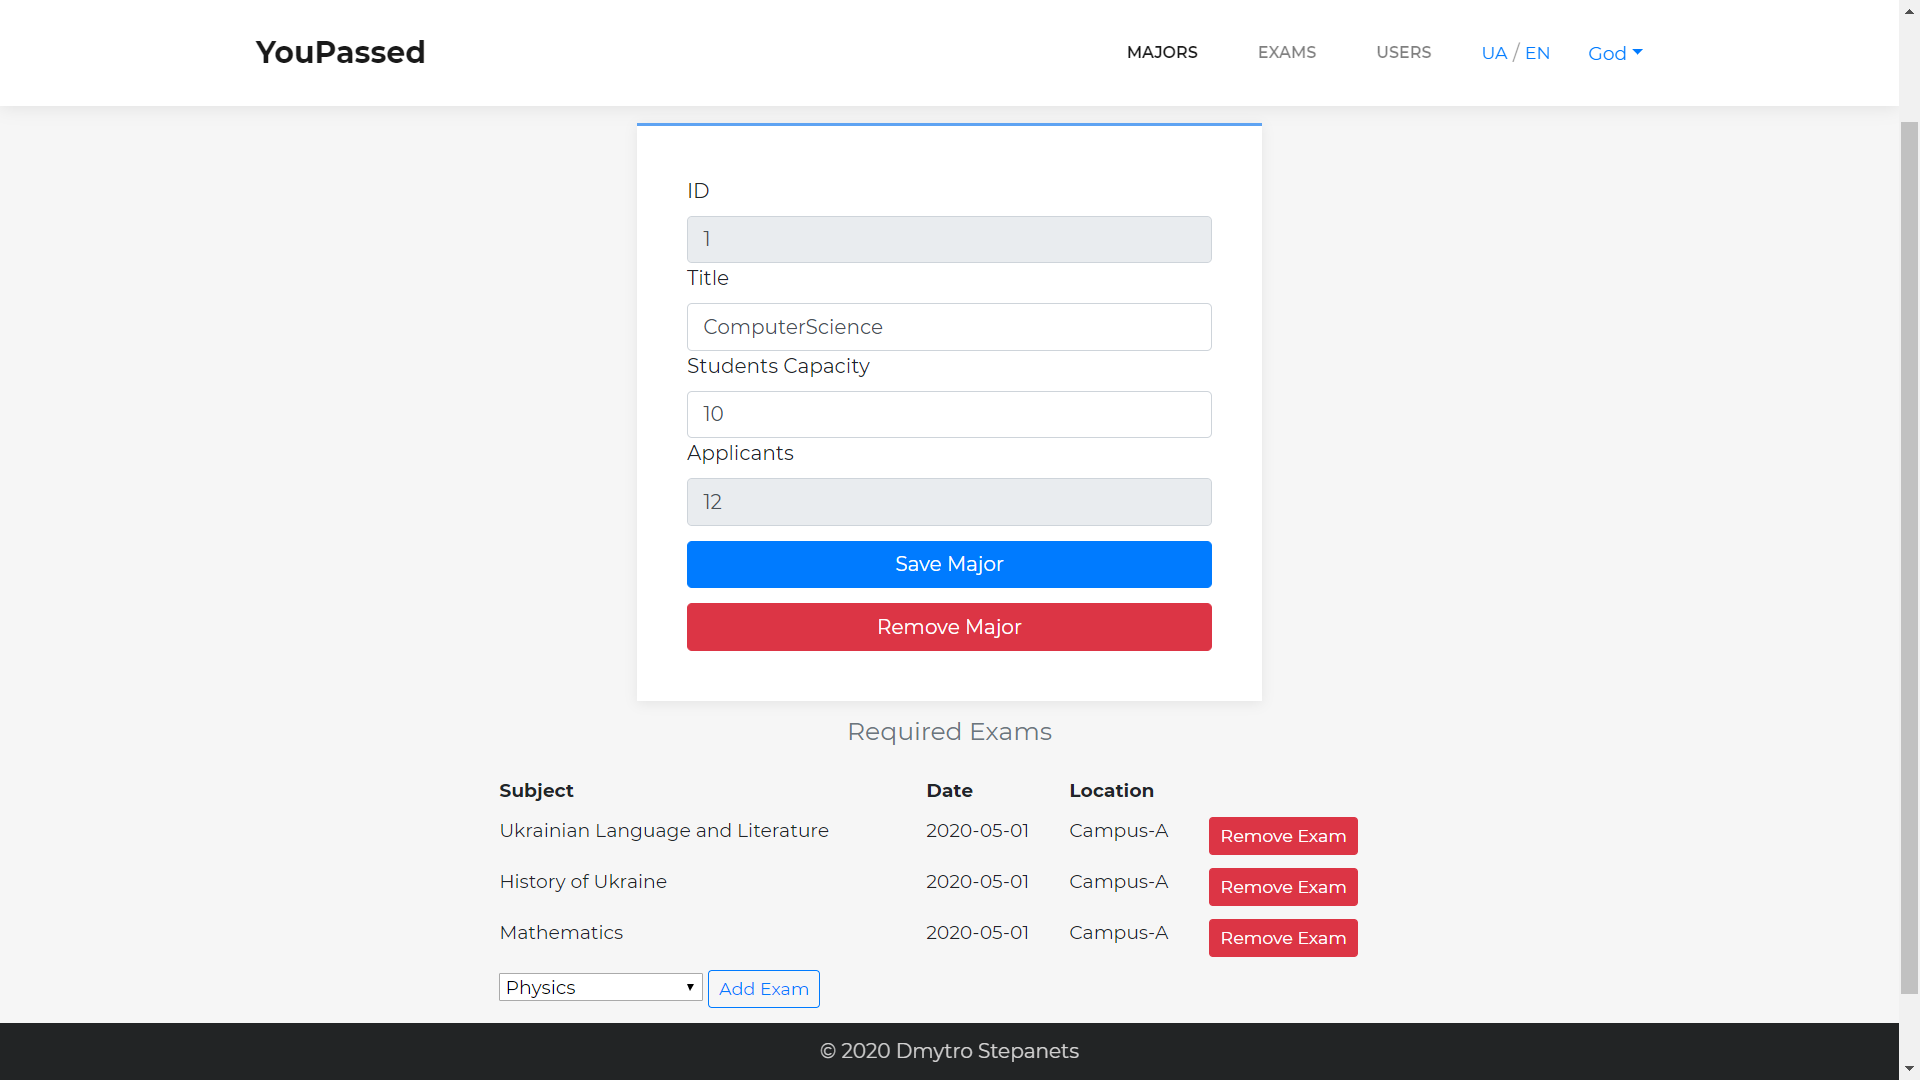 YouPassed
MAJORS EXAMS USERS UA / EN God
ID
1
Title
ComputerScience
Students Capacity
10
Applicants
12
Save Major
Remove Major
Required Exams
Subject Date Location
Ukrainian Language and Literature 2020-05-01 Campus-A Remove Exam
History of Ukraine 2020-05-01 Campus-A Remove Exam
Mathematics 2020-05-01 Campus-A Remove Exam
Physics Add Exam
© 2020 Dmytro Stepanets